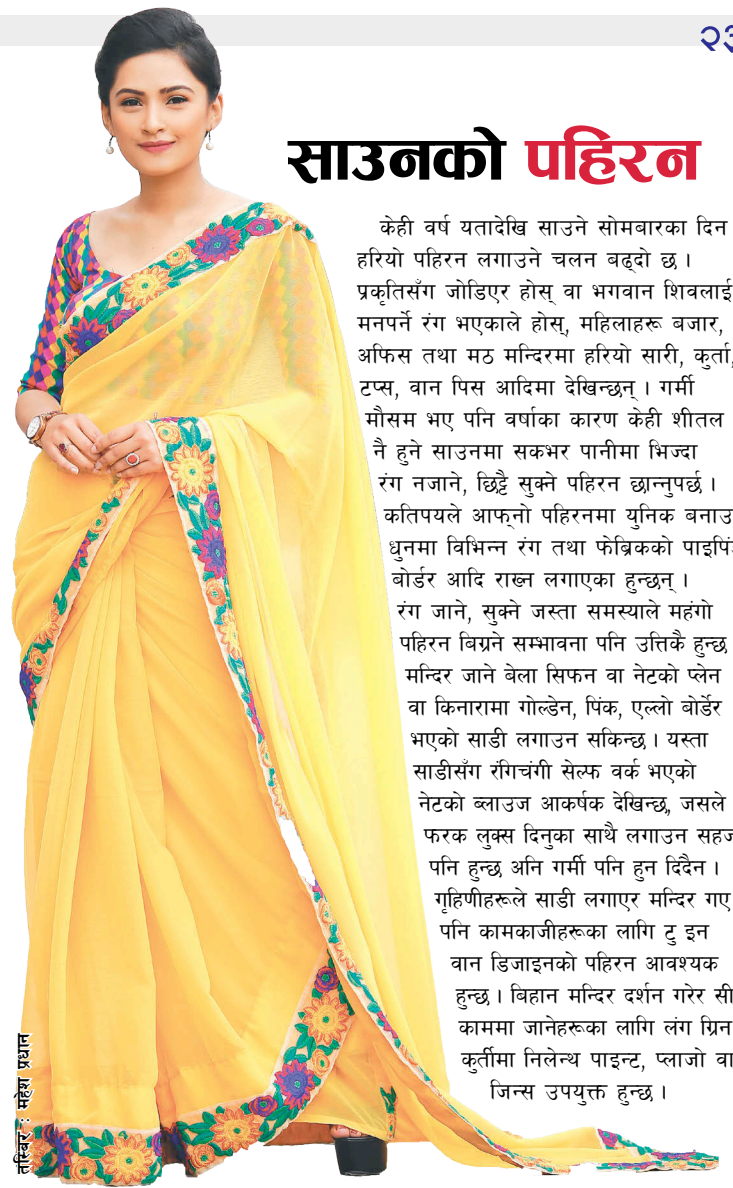 २३
साउनको पहिरन
केही वर्ष यतादेखि साउने सोमबारका दिन
हरियो पहिरन लगाउने चलन बढ्दो छ ।
प्रकृतिसँग जोडिएर होस् वा भगवान शिवलाई
मनपर्ने रंग भएकाले होस्, महिलाहरू बजार,
अफिस तथा मठ मन्दिरमा हरियो सारी, कुर्ता,
टप्स, वान पिस आदिमा देखिन्छन् । गर्मी
मौसम भए पनि वर्षाका कारण केही शीतल
नै हुने साउनमा सकभर पानीमा भिज्दा
रंग नजाने, छिट्टै सुक्ने पहिरन छान्नुपर्छ ।
कतिपयले आफ्नो पहिरनमा युनिक
धुनमा विभिन्न रंग तथा फेब्रिकको
बोर्डर आदि राख्न लगाएका हुन्छन् ।
रंग जाने, सुक्ने जस्ता समस्याले महंगो
पहिरन बिग्रने सम्भावना पनि उत्तिकै हुन्छ
मन्दिर जाने बेला सिफन वा नेटको प्लेन
वा किनारामा गोल्डेन, पिंक, एल्लो बोर्डेर
भएको साडी लगाउन सकिन्छ । यस्ता
साडीसँग रंगिचंगी सेल्फ वर्क भएको
नेटको ब्लाउज आकर्षक देखिन्छ, जसले
फरक लुक्स दिनुका साथै लगाउन सहज
पनि हुन्छ अनि गर्मी पनि हुन दिदैन ।
गृहिणीहरूले साडी लगाएर मन्दिर गए
पनि कामकाजीहरूका लागि टु इन
वान डिजाइनको पहिरन आवश्यक
हुन्छ । बिहान मन्दिर दर्शन गरेर
काममा जानेहरूका लागि लंग ग्रिन
कुर्तीमा निलेन्थ पाइन्ट, प्लाजो वा
जिन्स उपयुक्त हुन्छ ।
तस्बिर : महेश प्रधान